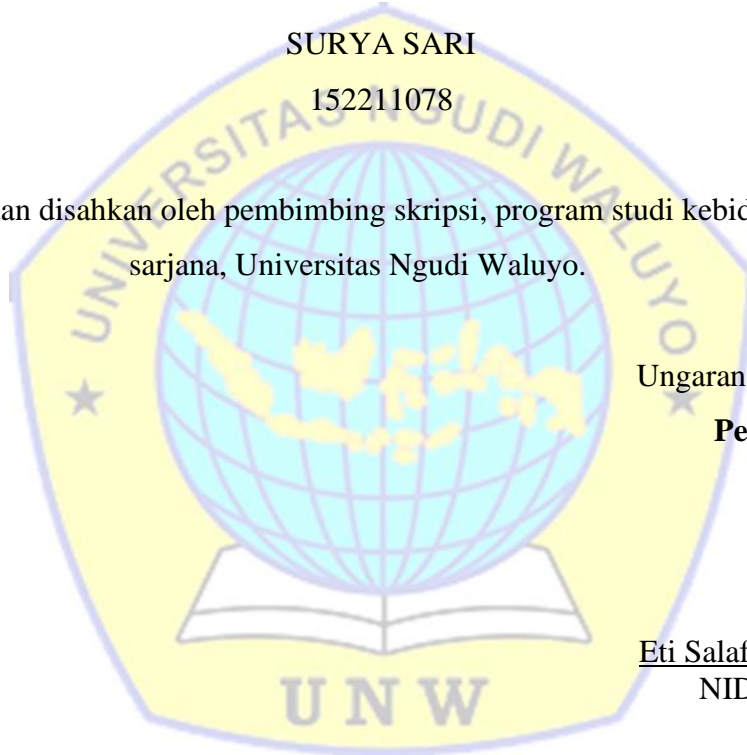 SURYA SARI
152211078
UNIVERSITAS NGUDI WALUYO
an disahkan oleh pembimbing skripsi, program studi kebid
sarjana, Universitas Ngudi Waluyo.
Ungaran
Pe
Eti Salaf
NID
UNW